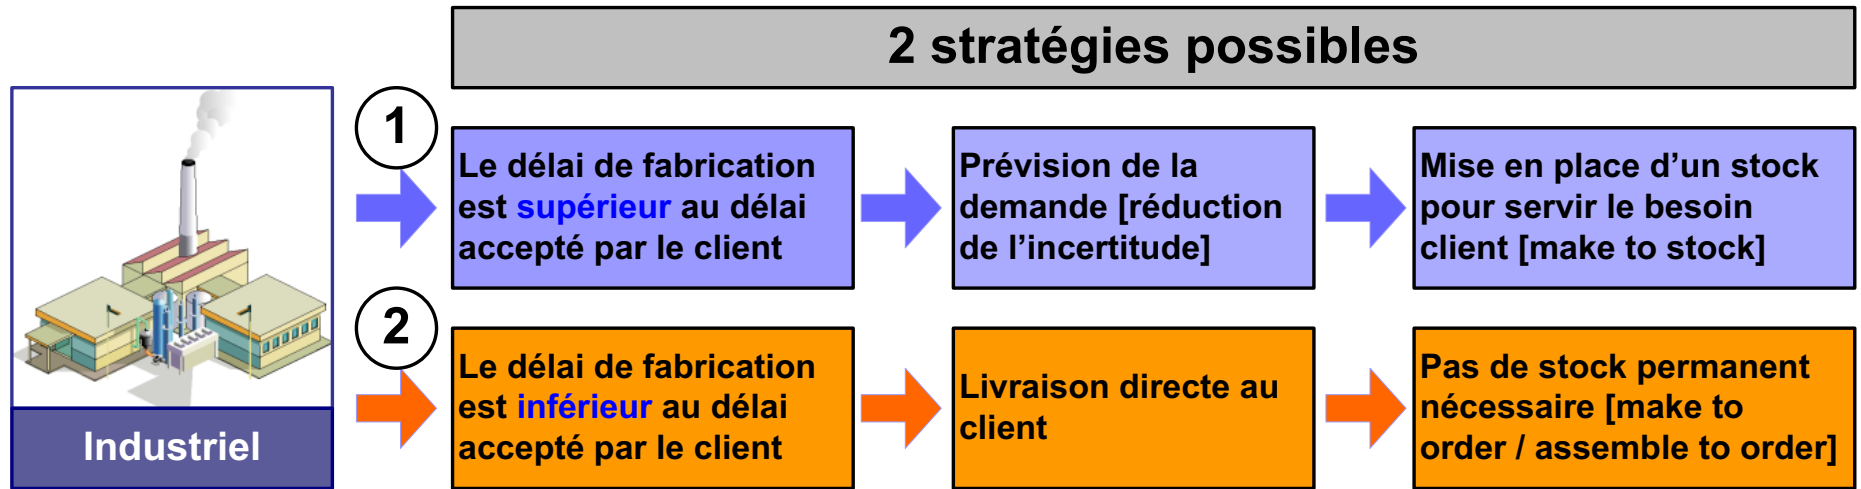 2 stratégies possibles
1
Le délai de fabrication
est supérieur au délai
accepté par le client
Prévision de la
demande [réduction
de l’incertitude]
Mise en place d’un stock
pour servir le besoin
client [make to stock]
2
Le délai de fabrication
est inférieur au délai
accepté par le client
Livraison directe au
client
Pas de stock permanent
nécessaire [make to
order / assemble to order]
Industriel